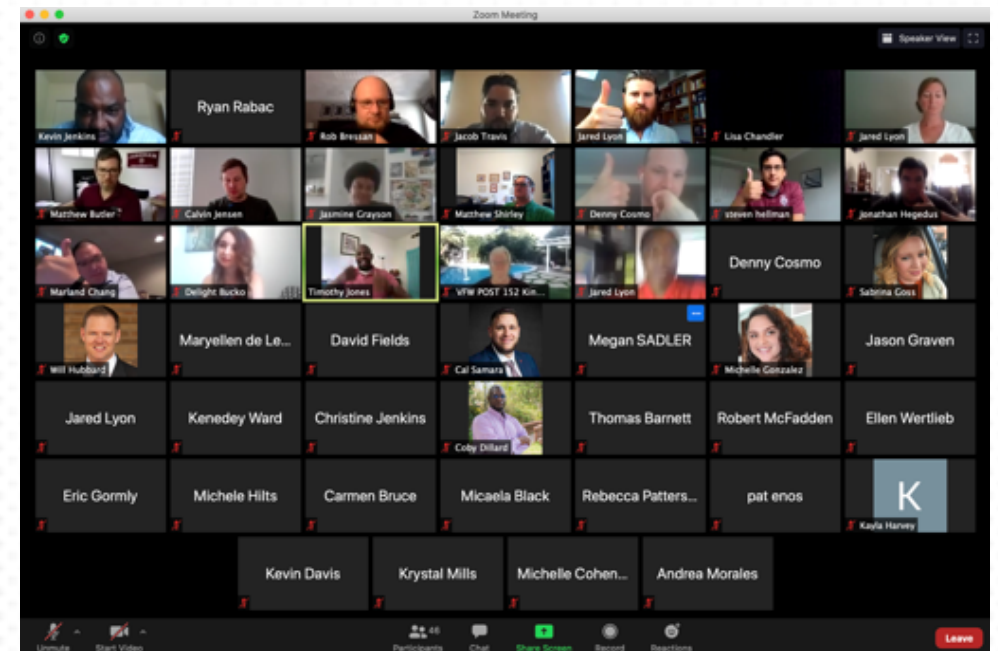 Zoom Meeting
Speaker View
Kevin Jenkins
Ryan Rabac
Rob Bressan
Jacob Travis
Jared Lyon
Lisa Chandler
Jared Lyon
Matthew Butler
Calvin Jensen
Jasmine Grayson
Matthew Shirley
Denny Cosmo
steven hellman
Jonathan Hegedus
Marland Chang
Delight Bucko
Timothy Jones
VFW POST 152 Kin...
Jared Lyon
Denny Cosmo
Sabrina Goss
Will Hubbard
Maryellen de Le...
David Fields
Cal Samara
Megan SADLER
Michelle Gonzalez
Jason Graven
Jared Lyon
Kenedey Ward
Christine Jenkins
Coby Dillard
Thomas Barnett
Robert McFadden
Ellen Wertlieb
Eric Gormly
Michele Hilts
Carmen Bruce
Micaela Black
Rebecca Patters...
pat enos
K
Kayla Harvey
Kevin Davis
Krystal Mills
Michelle Cohen...
Andrea Morales
46
Unmute
Start Video
Participants
Chat
Share Screen
Record
Reactions
Leave